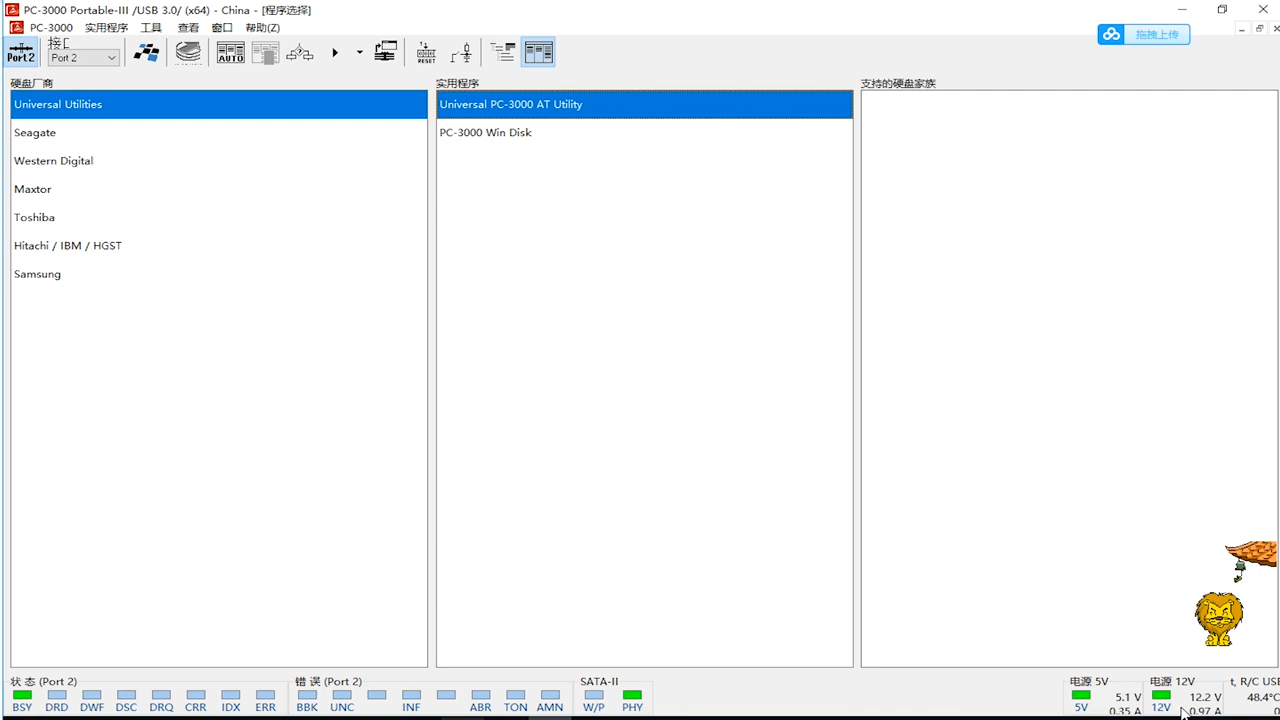 PC-3000 Portable-III /USB 3.0/ (x64) - China - [程序选择]
PC-3000 实用程序 工具 查看 窗口 帮助(Z)
拖拽上传
Port2 Port 2 AUTO RESET
硬盘厂商 实用程序 支持的硬盘家族
Universal Utilities Universal PC-3000 AT Utility
Seagate PC-3000 Win Disk
Western Digital
Maxtor
Toshiba
Hitachi / IBM / HGST
Samsung
状 态 (Port 2) 错 误 (Port 2) SATA-II 电源 5V 电源 12V t, R/C USB
5.1 V 12.2 V 48.4°C
BSY DRD DWF DSC DRQ CRR IDX ERR BBK UNC INF ABR TON AMN W/P PHY 5V 0.35 A 12V 0.97 A